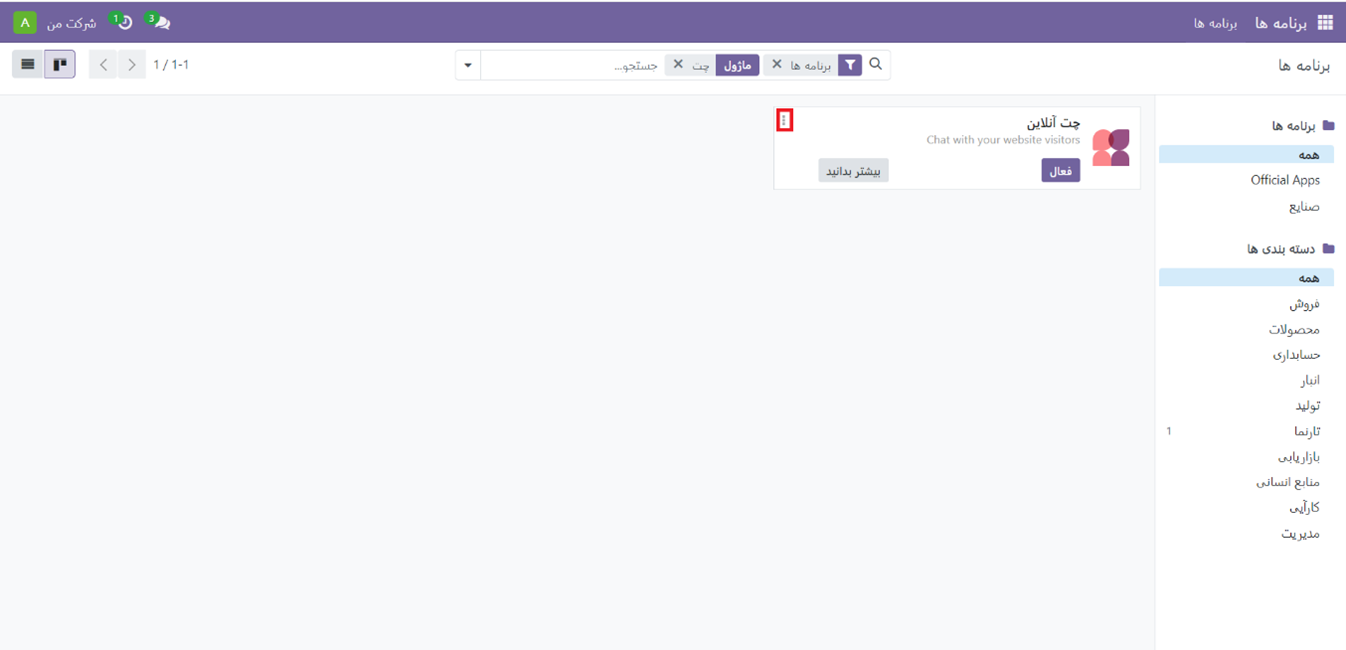 برنامه ها
برنامه ها
3
1
شرکت من
A
برنامه ها
برنامه ها
ماژول
چت
جستجو...
1 / 1-1
برنامه ها
همه
Official Apps
صنایع
دسته بندی ها
همه
فروش
محصولات
حسابداری
انبار
تولید
تارنما
1
بازاریابی
منابع انسانی
کارآیی
مدیریت
چت آنلاین
Chat with your website visitors
فعال
بیشتر بدانید